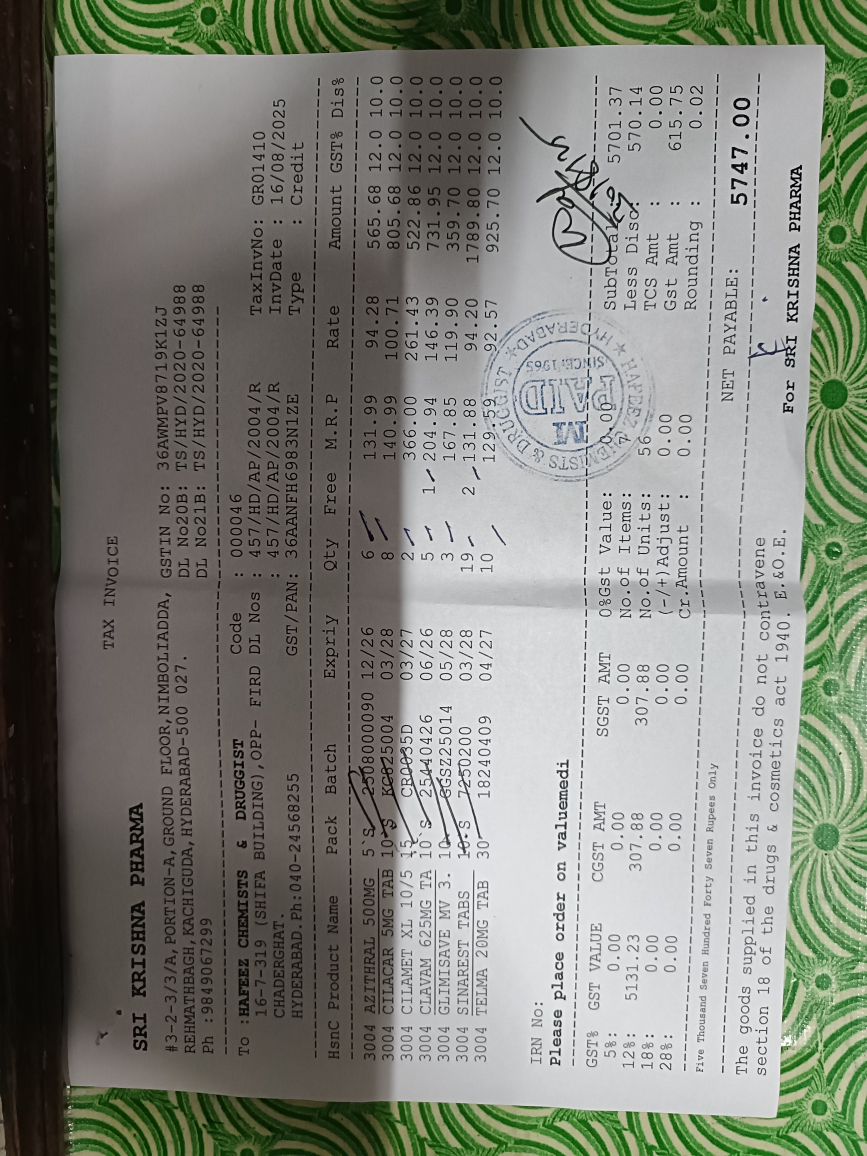 TAX INVOICE
SRI KRISHNA PHARMA
#3-2-3/3/A,PORTION-A,GROUND FLOOR,NIMBOLIADDA, GSTIN No: 36AWMPV8719K1ZJ
REHMATHBAGH,KACHIGUDA,HYDERABAD-500 027. DL No20B: TS/HYD/2020-64988
Ph :9849067299 DL No21B: TS/HYD/2020-64988
To :HAFEEZ CHEMISTS & DRUGGIST Code : 000046 TaxInvNo: GR01410
16-7-319 (SHIFA BUILDING),OPP- FIRD DL Nos : 457/HD/AP/2004/R InvDate : 16/08/2025
CHADERGHAT. : 457/HD/AP/2004/R Type : Credit
HYDERABAD.Ph:040-24568255 GST/PAN: 36AANFH6983N1ZE
HsnC Product Name Pack Batch Expriy Qty Free M.R.P Rate Amount GST% Dis%
3004 AZITHRAL 500MG 5`S 2508000090 12/26 6 131.99 94.28 565.68 12.0 10.0
3004 CILACAR 5MG TAB 10`S 03/28 8 140.99 100.71 805.68 12.0 10.0
3004 CILAMET XL 10/5 15 03/27 2 366.00 261.43 522.86 12.0 10.0
3004 CLAVAM 625MG TA 10`S 25440426 06/26 5 1 204.94 146.39 731.95 12.0 10.0
3004 GLIMISAVE MV 3. 10 05/28 3 167.85 119.90 359.70 12.0 10.0
3004 SINAREST TABS 10`S 7250200 03/28 19 2 131.88 94.20 1789.80 12.0 10.0
3004 TELMA 20MG TAB 30 18240409 04/27 10 129.59 92.57 925.70 12.0 10.0
HAFEEZ CHEMISTS & DRUGGIST ★ HYDERABAD ★
SINCE:1965
PAID
M
IRN No:
Please place order on valuemedi
GST% GST VALUE CGST AMT SGST AMT 0%Gst Value: 0.00 SubTotal : 5701.37
5%: 0.00 0.00 0.00 No.of Items: 7 Less Disc: 570.14
12%: 5131.23 307.88 307.88 No.of Units: 56 TCS Amt : 0.00
18%: 0.00 0.00 0.00 (-/+)Adjust: 0.00 Gst Amt : 615.75
28%: 0.00 0.00 0.00 Cr.Amount : 0.00 Rounding : 0.02
Five Thousand Seven Hundred Forty Seven Rupees Only
NET PAYABLE: 5747.00
The goods supplied in this invoice do not contravene
section 18 of the drugs & cosmetics act 1940. E.&O.E.
For SRI KRISHNA PHARMA